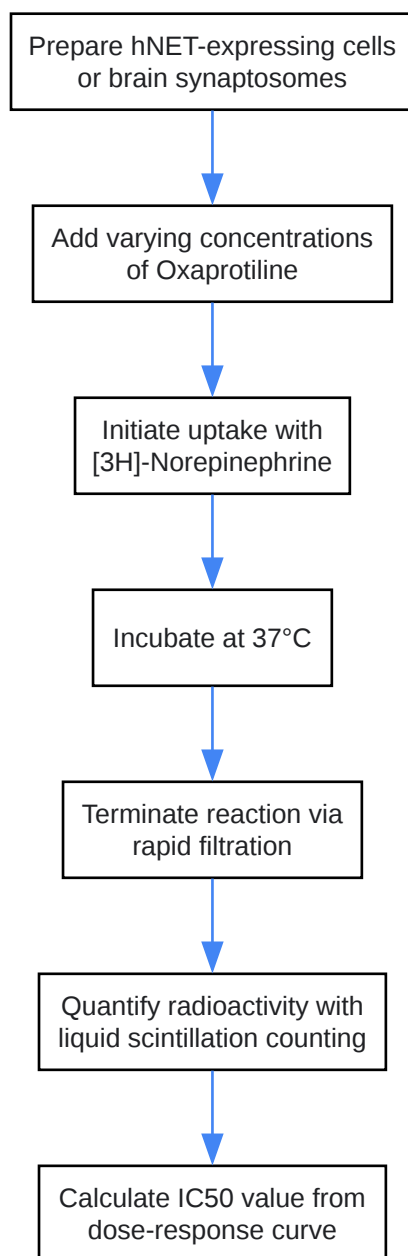 Prepare hNET-expressing cells
or brain synaptosomes
Add varying concentrations
of Oxaprotiline
Initiate uptake with
[3H]-Norepinephrine
Incubate at 37°C
Terminate reaction via
rapid filtration
Quantify radioactivity with
liquid scintillation counting
Calculate IC50 value from
dose-response curve